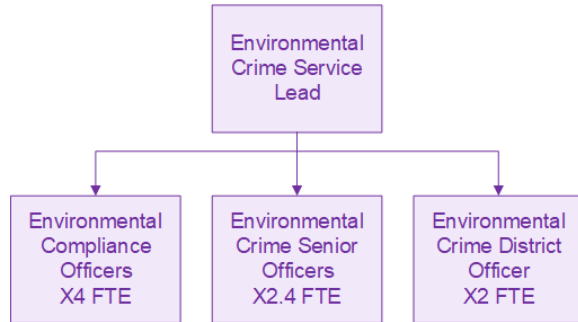 Environmental
Crime Service
Lead
Environmental
Compliance
Officers
X4 FTE
Environmental
Crime Senior
Officers
X2.4 FTE
Environmental
Crime District
Officer
X2 FTE